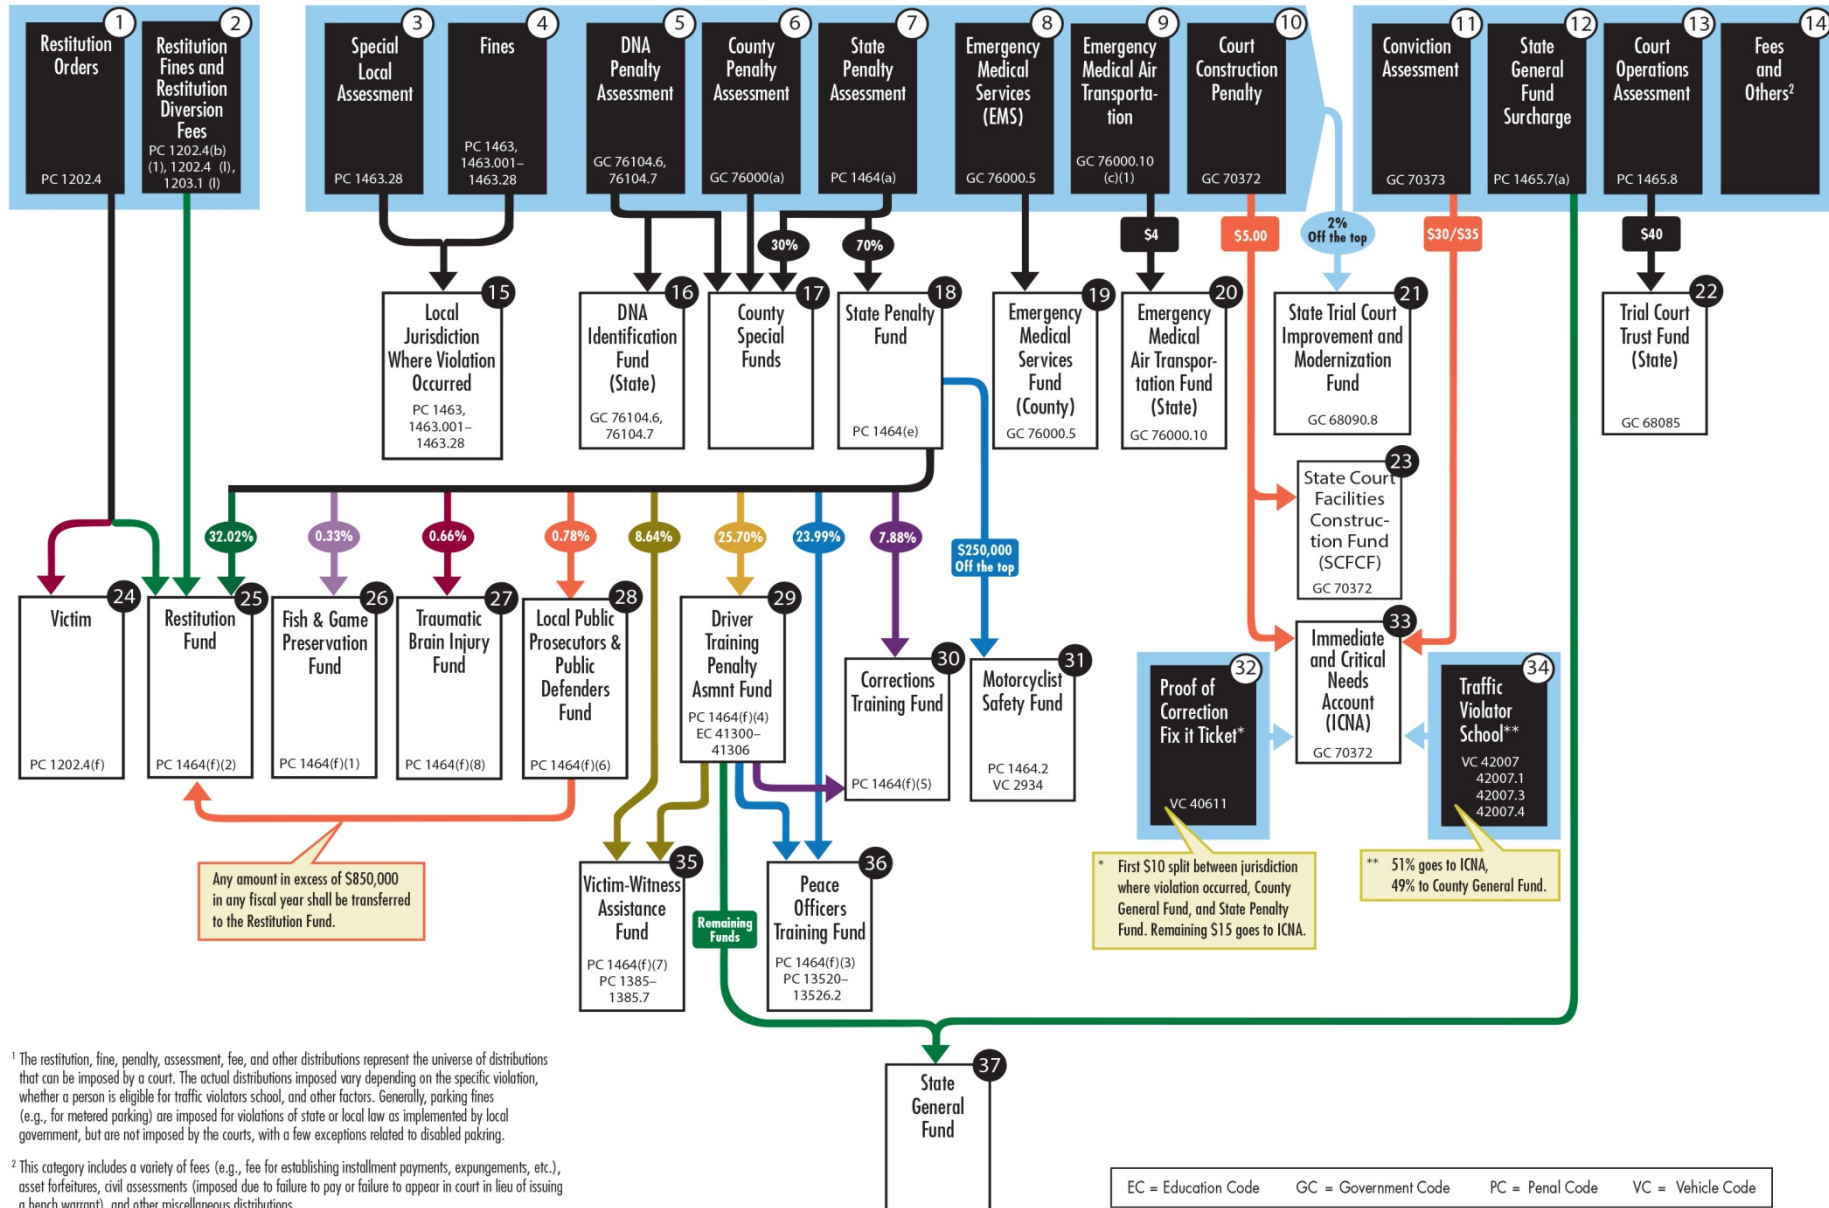 1
Restitution
Orders
PC 1202.4
2
Restitution
Fines and
Restitution
Diversion
Fees
PC 1202.4(b)
(1), 1202.4 (l),
1203.1 (l)
3
Special
Local
Assessment
PC 1463.28
4
Fines
PC 1463,
1463.001–
1463.28
5
DNA
Penalty
Assessment
GC 76104.6,
76104.7
6
County
Penalty
Assessment
GC 76000(a)
7
State
Penalty
Assessment
PC 1464(a)
8
Emergency
Medical
Services
(EMS)
GC 76000.5
9
Emergency
Medical Air
Transporta-
tion
GC 76000.10
(c)(1)
10
Court
Construction
Penalty
GC 70372
11
Conviction
Assessment
GC 70373
12
State
General
Fund
Surcharge
PC 1465.7(a)
13
Court
Operations
Assessment
PC 1465.8
14
Fees
and
Others2
30%
70%
$4
$5.00
2%
Off the top
$30/$35
$40
15
Local
Jurisdiction
Where Violation
Occurred
PC 1463,
1463.001–
1463.28
16
DNA
Identification
Fund
(State)
GC 76104.6,
76104.7
17
County
Special
Funds
18
State Penalty
Fund
PC 1464(e)
19
Emergency
Medical
Services
Fund
(County)
GC 76000.5
20
Emergency
Medical
Air Transpor-
tation Fund
(State)
GC 76000.10
21
State Trial Court
Improvement and
Modernization
Fund
GC 68090.8
22
Trial Court
Trust Fund
(State)
GC 68085
23
State Court
Facilities
Construc-
tion Fund
(SCFCF)
GC 70372
32.02%
0.33%
0.66%
0.78%
8.64%
25.70%
23.99%
7.88%
$250,000
Off the top
24
Victim
PC 1202.4(f)
25
Restitution
Fund
PC 1464(f)(2)
26
Fish & Game
Preservation
Fund
PC 1464(f)(1)
27
Traumatic
Brain Injury
Fund
PC 1464(f)(8)
28
Local Public
Prosecutors &
Public
Defenders
Fund
PC 1464(f)(6)
29
Driver
Training
Penalty
Asmnt Fund
PC 1464(f)(4)
EC 41300–
41306
30
Corrections
Training Fund
PC 1464(f)(5)
31
Motorcyclist
Safety Fund
PC 1464.2
VC 2934
32
Proof of
Correction
Fix it Ticket*
VC 40611
33
Immediate
and Critical
Needs
Account
(ICNA)
GC 70372
34
Traffic
Violator
School**
VC 42007
42007.1
42007.3
42007.4
Any amount in excess of $850,000
in any fiscal year shall be transferred
to the Restitution Fund.
35
Victim-Witness
Assistance
Fund
PC 1464(f)(7)
PC 1385–
1385.7
Remaining
Funds
36
Peace
Officers
Training Fund
PC 1464(f)(3)
PC 13520–
13526.2
* First $10 split between jurisdiction
where violation occurred, County
General Fund, and State Penalty
Fund. Remaining $15 goes to ICNA.
** 51% goes to ICNA,
49% to County General Fund.
37
State
General
Fund
1 The restitution, fine, penalty, assessment, fee, and other distributions represent the universe of distributions
that can be imposed by a court. The actual distributions imposed vary depending on the specific violation,
whether a person is eligible for traffic violators school, and other factors. Generally, parking fines
(e.g., for metered parking) are imposed for violations of state or local law as implemented by local
government, but are not imposed by the courts, with a few exceptions related to disabled pakring.
2 This category includes a variety of fees (e.g., fee for establishing installment payments, expungements, etc.),
asset forfeitures, civil assessments (imposed due to failure to pay or failure to appear in court in lieu of issuing
a bench warrant), and other miscellaneous distributions.
EC = Education Code GC = Government Code PC = Penal Code VC = Vehicle Code